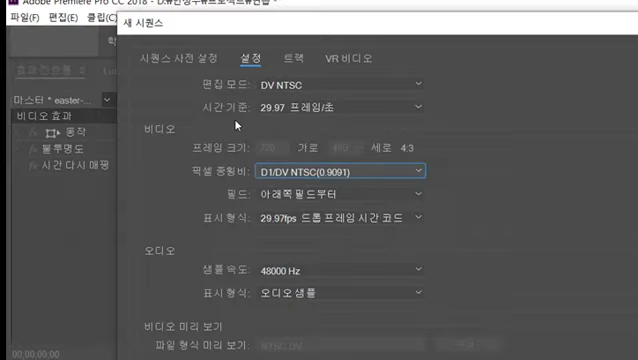 Adobe Premiere Pro CC 2018 - D:\
파일(F) 편집(E) 클립(C)
새 시퀀스
시퀀스 사전 설정 설정 트랙 VR 비디오
마스터 * easter-...
비디오 효과
fx 동작
fx 불투명도
fx 시간 다시 매핑
편집 모드: DV NTSC
시간 기준: 29.97 프레임/초
비디오
프레임 크기: 720 가로 480 세로 4:3
픽셀 종횡비: D1/DV NTSC(0.9091)
필드: 아래쪽 필드부터
표시 형식: 29.97fps 드롭 프레임 시간 코드
오디오
샘플 속도: 48000 Hz
표시 형식: 오디오 샘플
비디오 미리 보기
파일 형식 미리 보기: NTSC DV
00;00;00;00